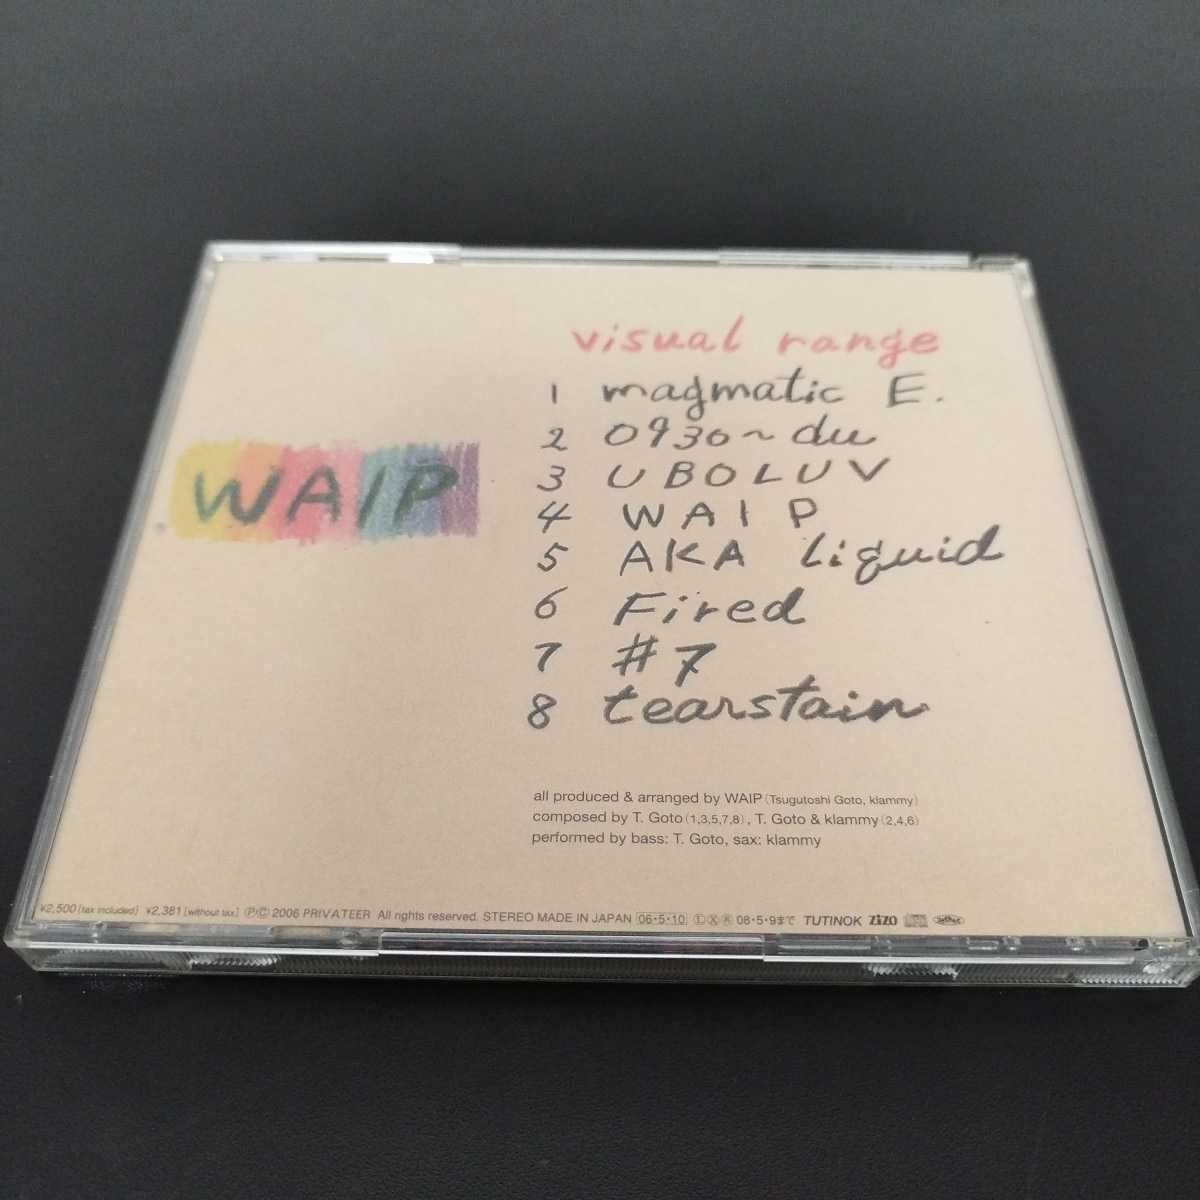 visual range
1 magmatic E.
2 0930~du
3 UBOLUV
4 WAIP
5 AKA liquid
6 Fired
7 #7
8 tearstain
WAIP
all produced & arranged by WAIP (Tsugutoshi Goto, klammy)
composed by T. Goto (1,3,5,7,8), T. Goto & klammy (2,4,6)
performed by bass: T. Goto, sax: klammy
¥2,500 [tax included] ¥2,381 [without tax] ℗© 2006 PRIVATEER All rights reserved. STEREO MADE IN JAPAN 06・5・10 Ⓛ Ⓧ Ⓡ 08・5・9まで TUTINOK ZIZO